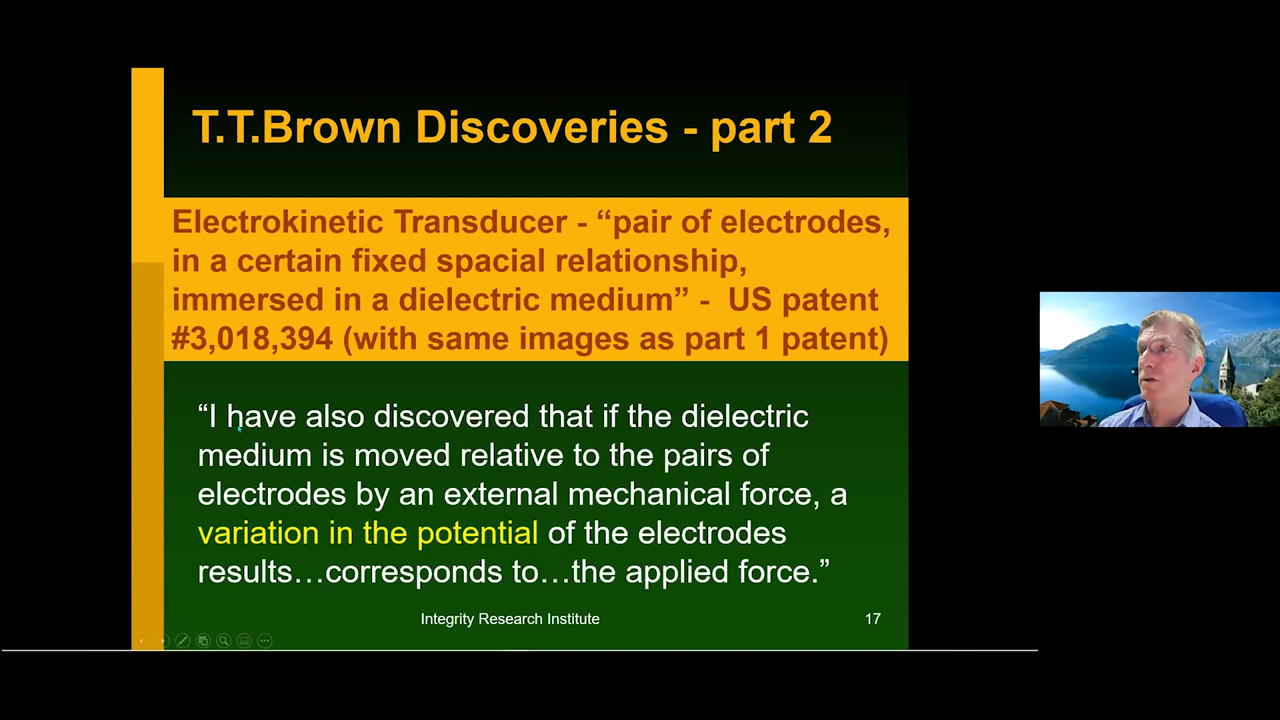 T.T.Brown Discoveries - part 2
Electrokinetic Transducer - “pair of electrodes,
in a certain fixed spacial relationship,
immersed in a dielectric medium” -  US patent
#3,018,394 (with same images as part 1 patent)
“I have also discovered that if the dielectric
medium is moved relative to the pairs of
electrodes by an external mechanical force, a
variation in the potential of the electrodes
results…corresponds to…the applied force.”
Integrity Research Institute
17